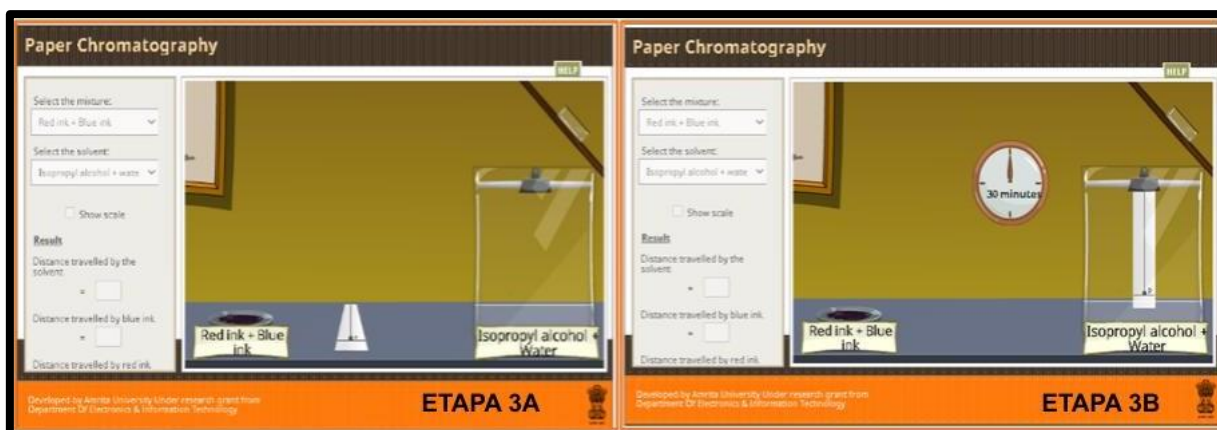 Paper Chromatography
HELP
Select the mixture:
Red ink + Blue ink
Select the solvent:
Isopropyl alcohol + wate
Show scale
Result
Distance travelled by the
solvent
=
Distance travelled by blue ink
=
Distance travelled by red ink
Red ink + Blue
ink
Isopropyl alcohol +
Water
Developed by Amrita University Under research grant from
Department Of Electronics & Information Technology
ETAPA 3A
Paper Chromatography
HELP
Select the mixture:
Red ink + Blue ink
Select the solvent:
Isopropyl alcohol + wate
Show scale
Result
Distance travelled by the
solvent
=
Distance travelled by blue ink
=
Distance travelled by red ink
30 minutes
Red ink + Blue
ink
Isopropyl alcohol +
Water
Developed by Amrita University Under research grant from
Department Of Electronics & Information Technology
ETAPA 3B